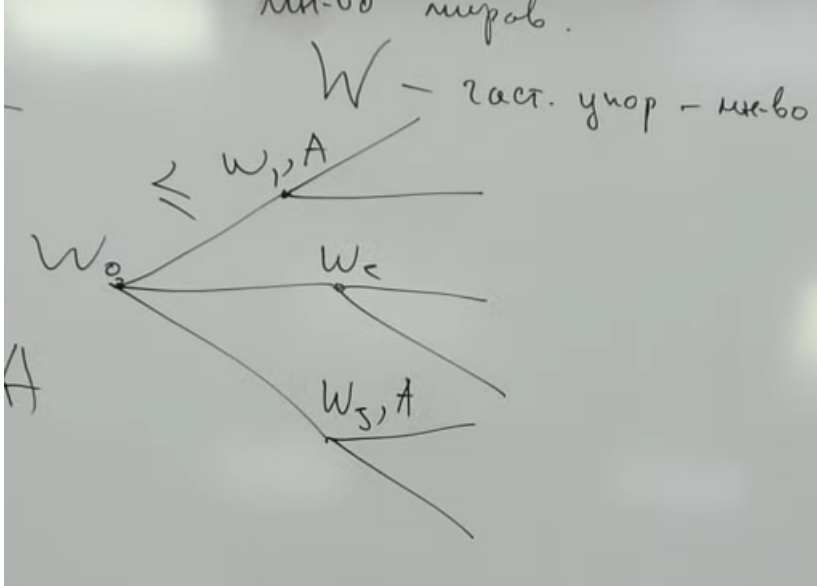 мн-во миров.
W – част. упор – мн-во
≤ W₁, A
W₀
W₂
A
W₃, A